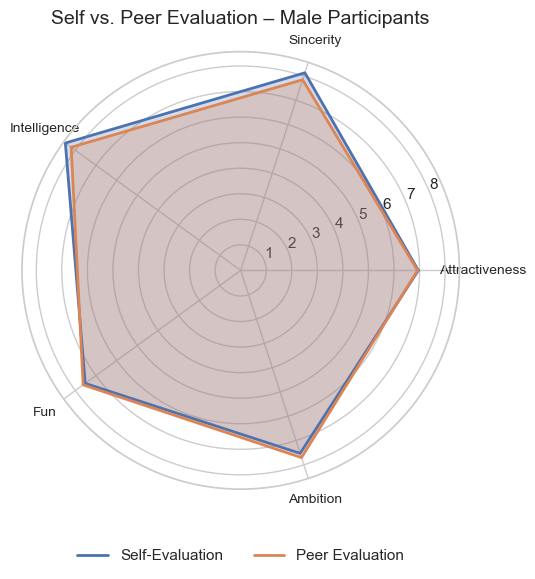 Self vs. Peer Evaluation – Male Participants
Sincerity
Intelligence
8
7
6
5
4
3
2
1
Attractiveness
Fun
Ambition
Self-Evaluation
Peer Evaluation